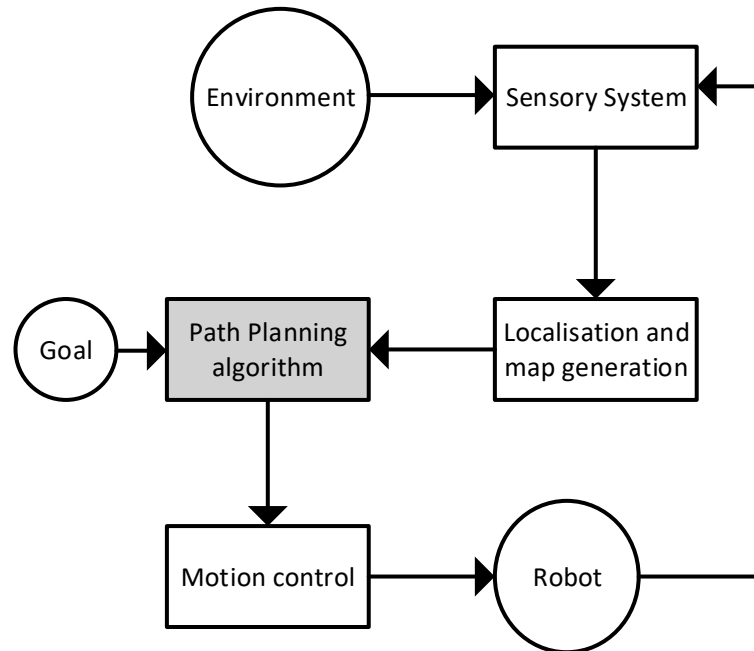 Environment
Sensory System
Goal
Path Planning
algorithm
Localisation and
map generation
Motion control
Robot